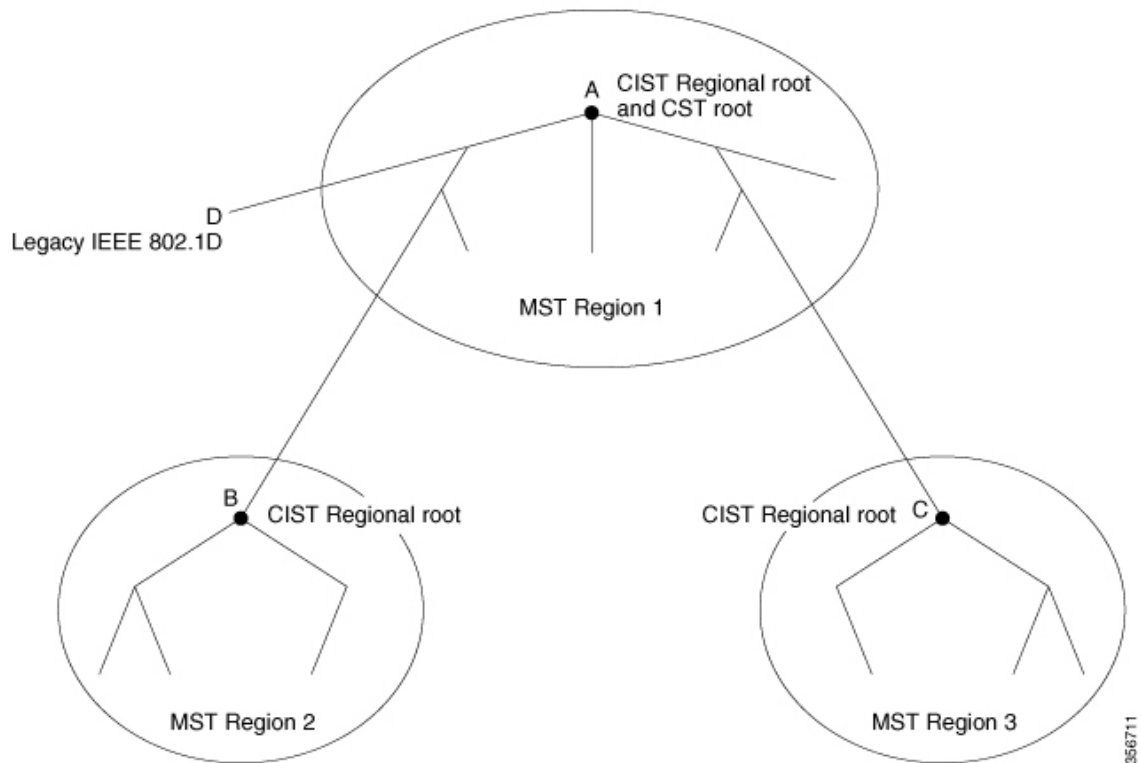 A
CIST Regional root
and CST root
D
Legacy IEEE 802.1D
MST Region 1
B
CIST Regional root
CIST Regional root
C
MST Region 2
MST Region 3
356711